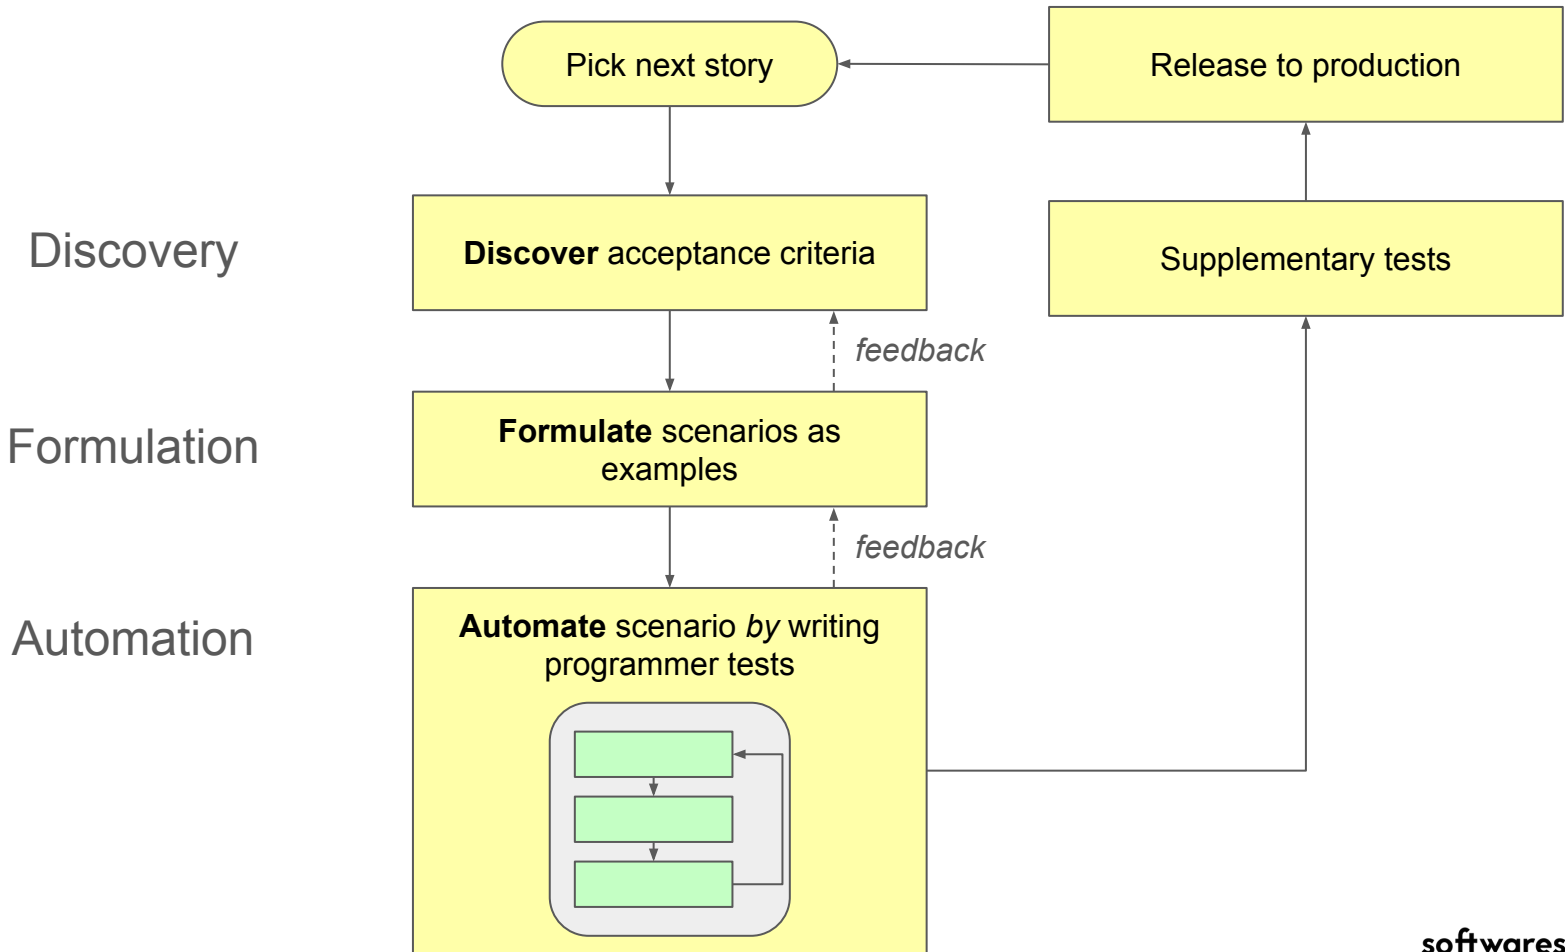 Pick next story
Release to production
Discovery
Discover acceptance criteria
Supplementary tests
feedback
Formulation
Formulate scenarios as
examples
feedback
Automation
Automate scenario by writing
programmer tests
softwares